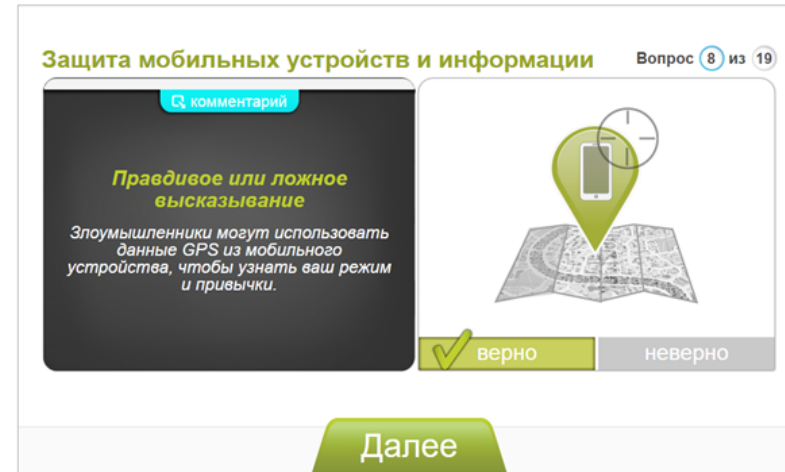 Защита мобильных устройств и информации
Вопрос 8 из 19
комментарий
Правдивое или ложное
высказывание
Злоумышленники могут использовать
данные GPS из мобильного
устройства, чтобы узнать ваш режим
и привычки.
верно
неверно
Далее